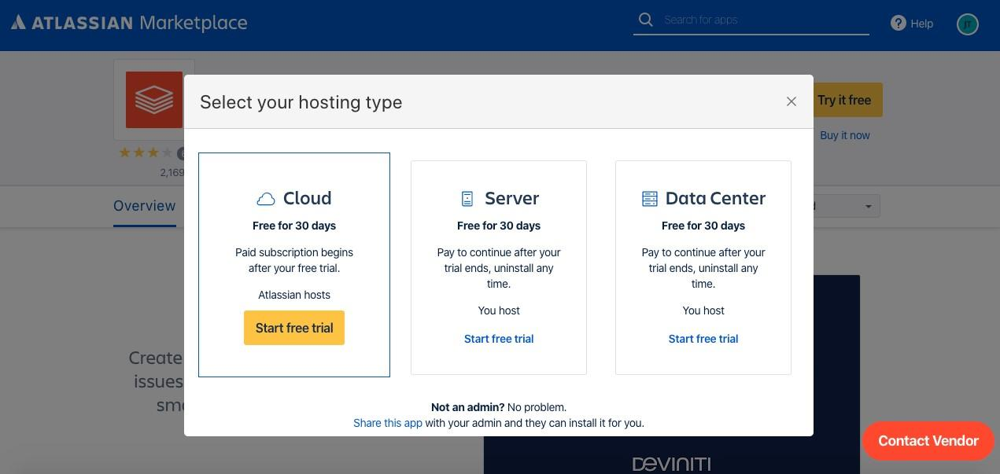 ATLASSIAN Marketplace
Search for apps
Help
JT
Select your hosting type
Try it free
Buy it now
2,169
Overview
Cloud
Free for 30 days
Paid subscription begins
after your free trial.
Atlassian hosts
Start free trial
Server
Free for 30 days
Pay to continue after your
trial ends, uninstall any
time.
You host
Start free trial
Data Center
Free for 30 days
Pay to continue after your
trial ends, uninstall any
time.
You host
Start free trial
Create
issues
Not an admin? No problem.
Share this app with your admin and they can install it for you.
Contact Vendor
DEVINITI